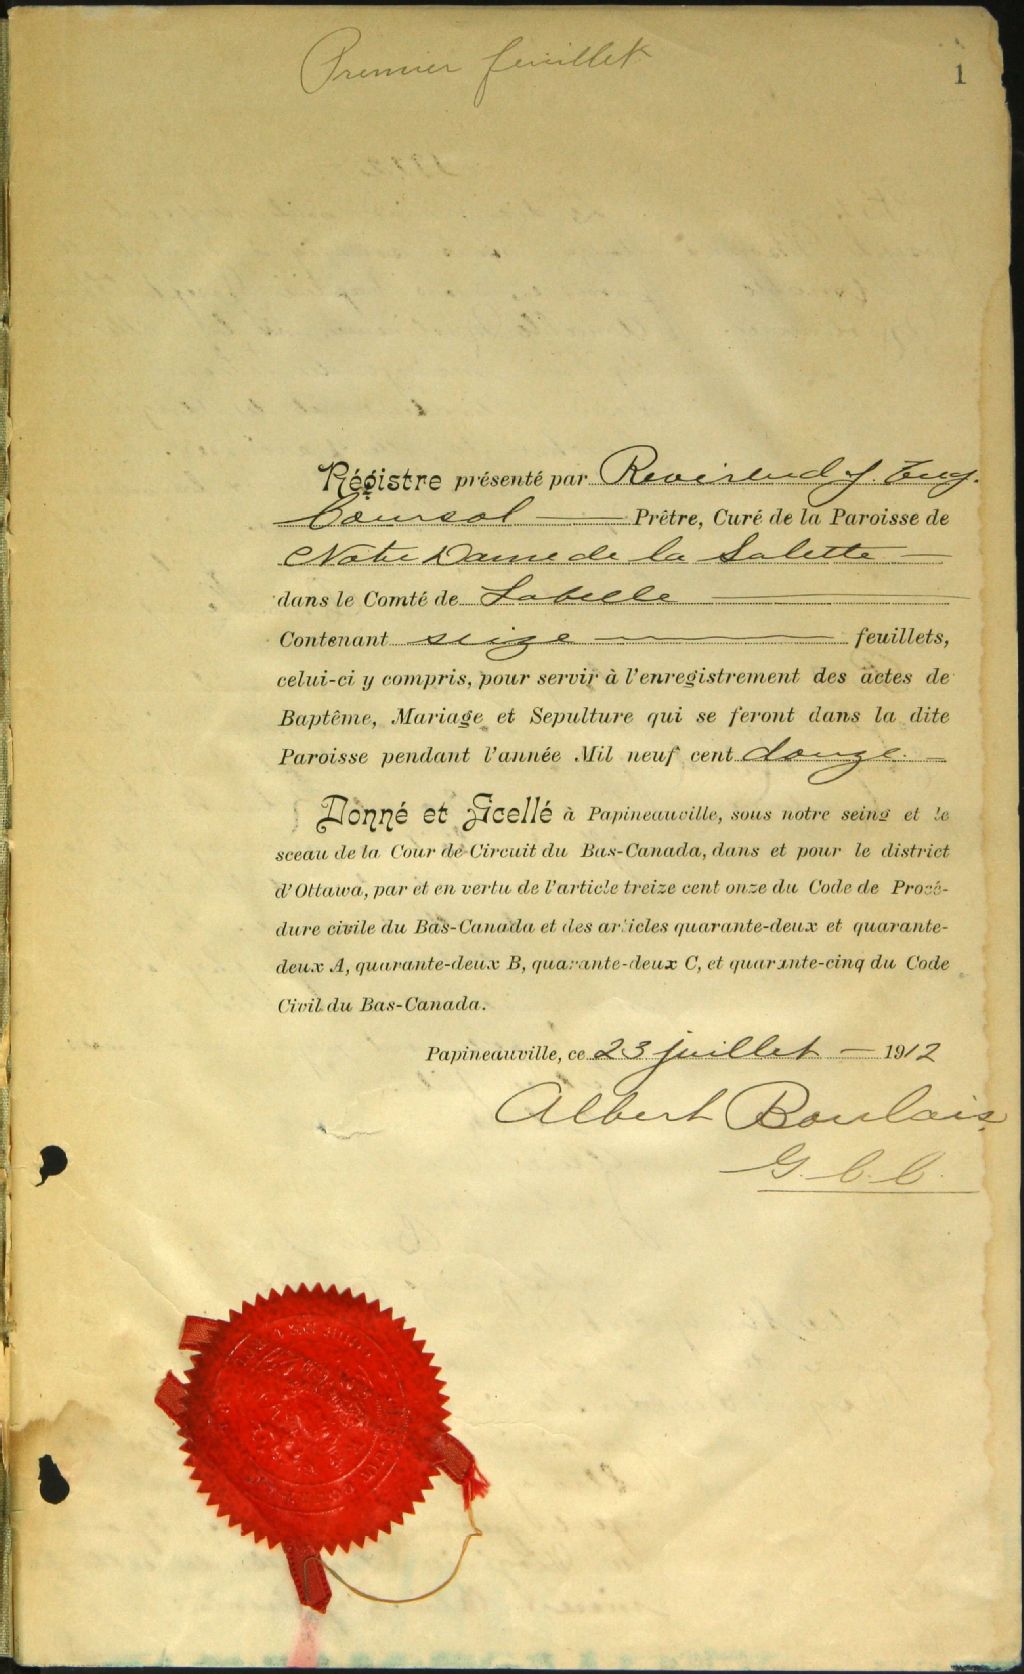 Premier feuillet
1
Régistre présenté par Revérend J. Eug.
Coursol Prêtre, Curé de la Paroisse de
Notre Dame de la Salette
dans le Comté de Labelle
Contenant seize feuillets,
celui-ci y compris, pour servir à l'enregistrement des actes de
Baptême, Mariage et Sepulture qui se feront dans la dite
Paroisse pendant l'année Mil neuf cent douze.
Donné et Scellé à Papineauville, sous notre seing et le
sceau de la Cour de Circuit du Bas-Canada, dans et pour le district
d'Ottawa, par et en vertu de l'article treize cent onze du Code de Procé-
dure civile du Bas-Canada et des articles quarante-deux et quarante-
deux A, quarante-deux B, quarante-deux C, et quarante-cinq du Code
Civil du Bas-Canada.
Papineauville, ce 23 juillet 1912
Albert Boulais
G. C. C.